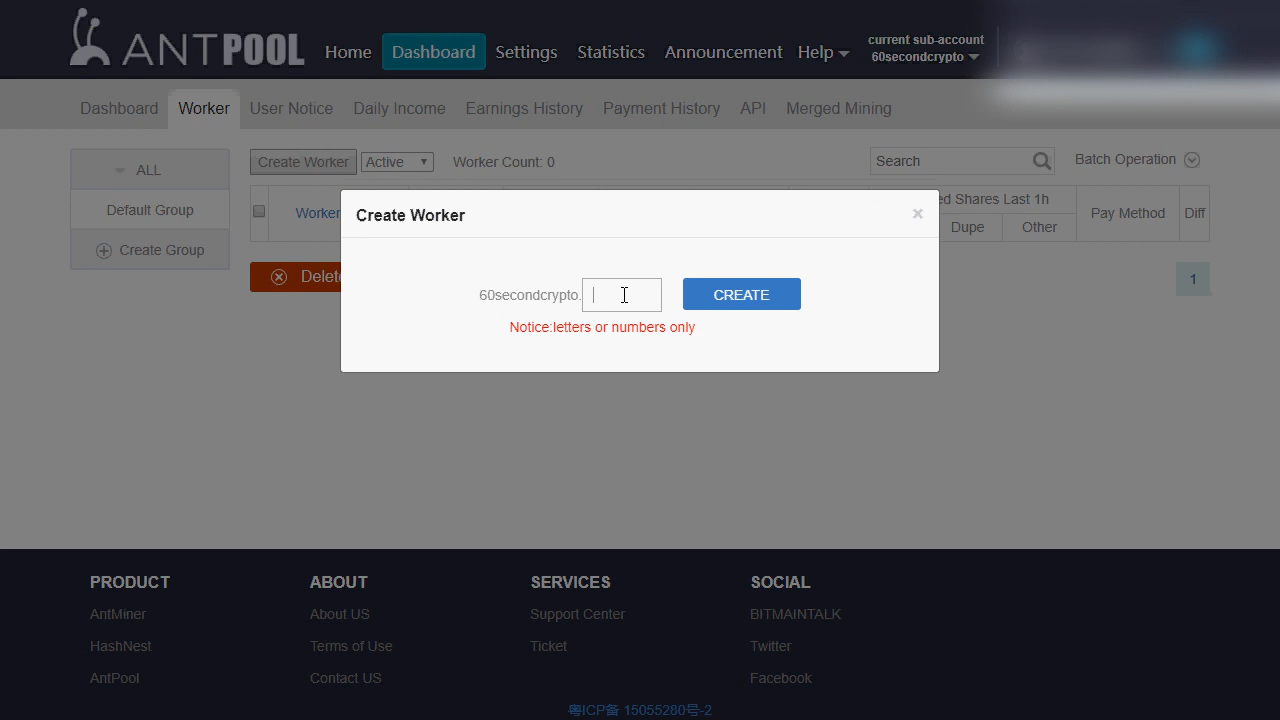 ANTPOOL
Home Dashboard Settings Statistics Announcement Help
current sub-account
60secondcrypto
Dashboard Worker User Notice Daily Income Earnings History Payment History API Merged Mining
ALL
Default Group
Create Group
Create Worker Active Worker Count: 0
Search
Batch Operation
Worker
ed Shares Last 1h
Dupe Other
Pay Method
Diff
Delete
1
Create Worker
×
60secondcrypto.
CREATE
Notice:letters or numbers only
PRODUCT
AntMiner
HashNest
AntPool
ABOUT
About US
Terms of Use
Contact US
SERVICES
Support Center
Ticket
SOCIAL
BITMAINTALK
Twitter
Facebook
粤ICP备 15055280号-2